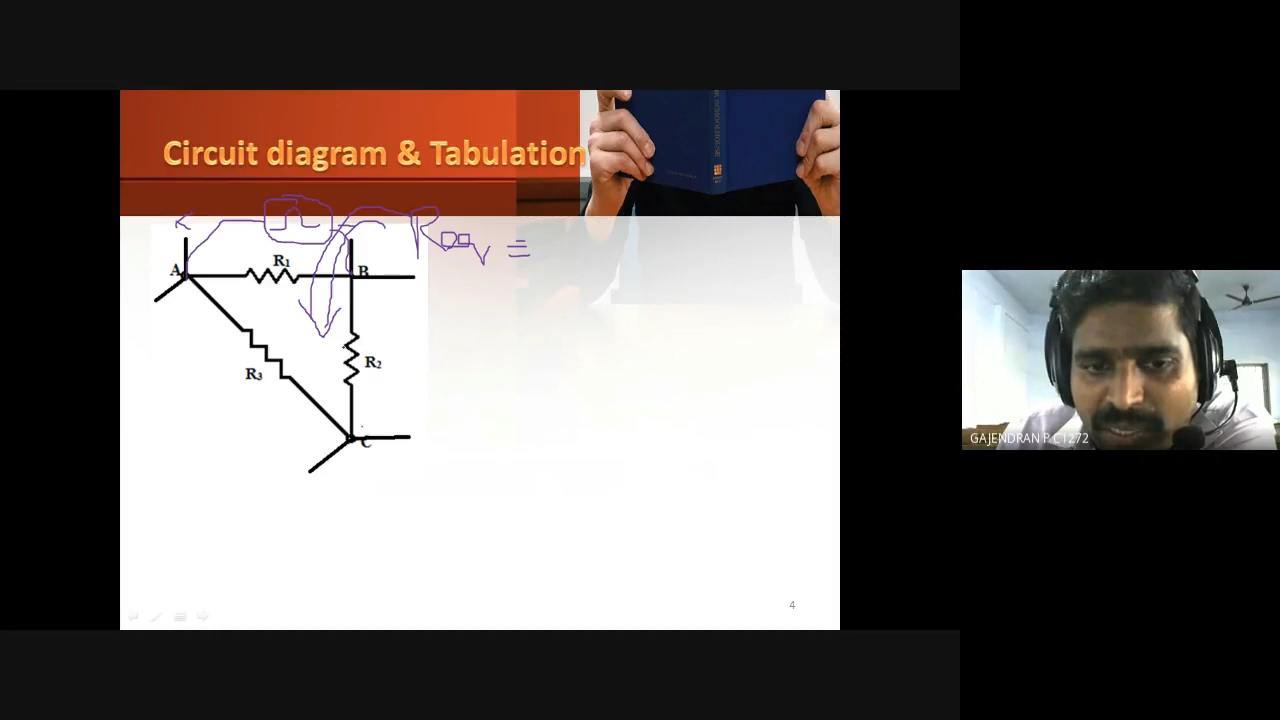 Circuit diagram & Tabulation
K
Ω
R
=
A
R₁
B
R₂
R₃
C
GAJENDRAN P C1272
4